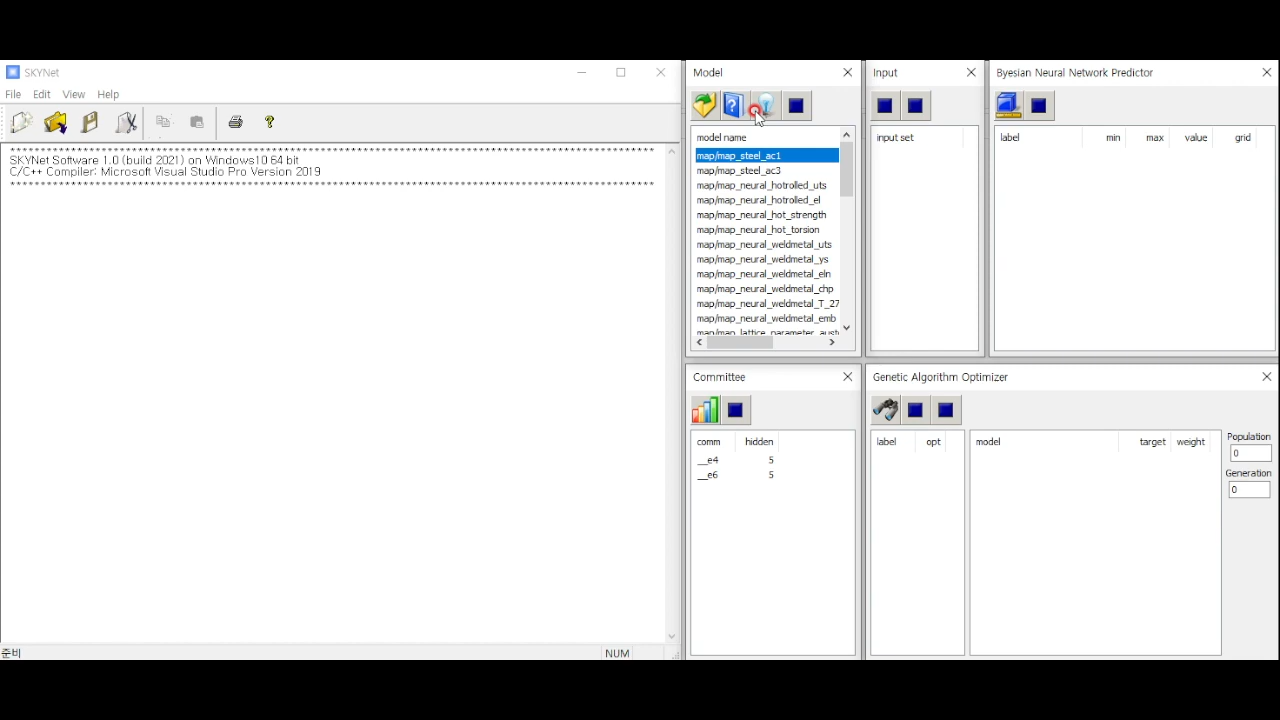 SKYNet
File Edit View Help
****************************************************************************************************
SKYNet Software 1.0 (build 2021) on Windows10 64 bit
C/C++ Compiler: Microsoft Visual Studio Pro Version 2019
****************************************************************************************************
준비
NUM
Model
model name
map/map_steel_ac1
map/map_steel_ac3
map/map_neural_hotrolled_uts
map/map_neural_hotrolled_el
map/map_neural_hot_strength
map/map_neural_hot_torsion
map/map_neural_weldmetal_uts
map/map_neural_weldmetal_ys
map/map_neural_weldmetal_eln
map/map_neural_weldmetal_chp
map/map_neural_weldmetal_T_27
map/map_neural_weldmetal_emb
map/map_lattice_parameter_aust
Input
input set
Byesian Neural Network Predictor
label min max value grid
Committee
comm hidden
__e4 5
__e6 5
Genetic Algorithm Optimizer
label opt
model target weight
Population
0
Generation
0